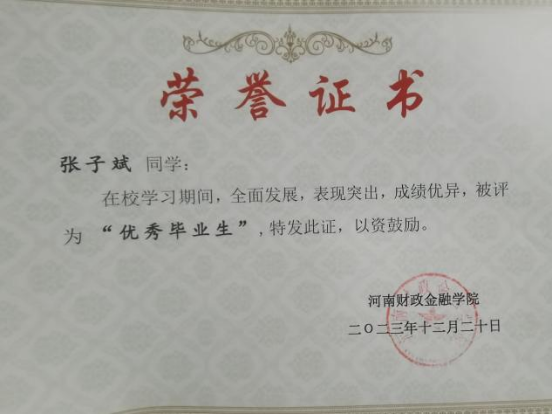 荣誉证书
张子斌 同学：
在校学习期间，全面发展，表现突出，成绩优异，被评
为 “优秀毕业生”，特发此证，以资鼓励。
河南财政金融学院
二〇二三年十二月二十日